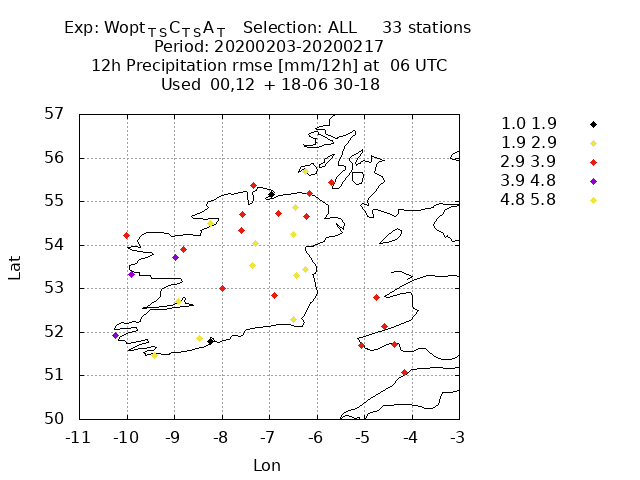 Exp: Wopt_TS C_TS A_T   Selection: ALL     33 stations
Period: 20200203-20200217
12h Precipitation rmse [mm/12h] at  06 UTC
Used  00,12  + 18-06 30-18
57
56
55
54
53
52
51
50
Lat
-11 -10 -9 -8 -7 -6 -5 -4 -3
Lon
1.0 1.9
1.9 2.9
2.9 3.9
3.9 4.8
4.8 5.8